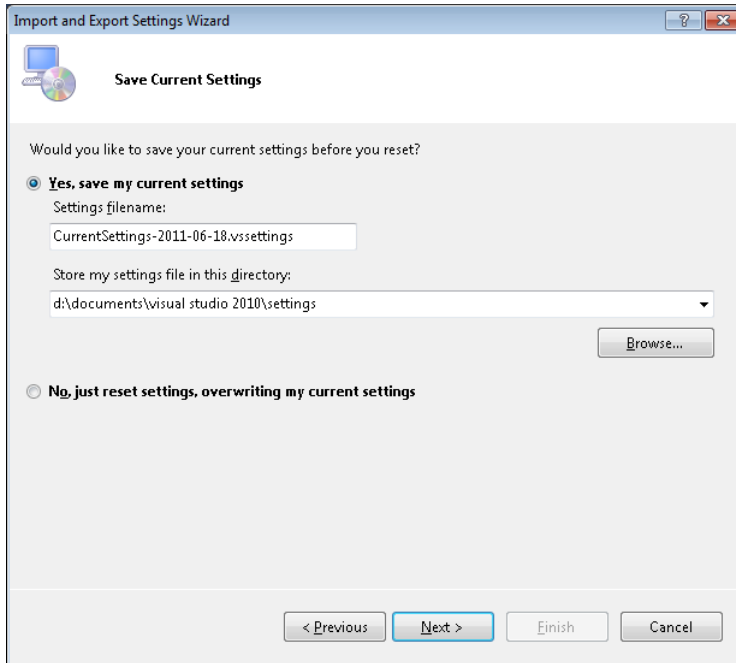 Import and Export Settings Wizard
?
Save Current Settings
Would you like to save your current settings before you reset?
Yes, save my current settings
Settings filename:
CurrentSettings-2011-06-18.vssettings
Store my settings file in this directory:
d:\documents\visual studio 2010\settings
Browse...
No, just reset settings, overwriting my current settings
< Previous Next > Finish Cancel